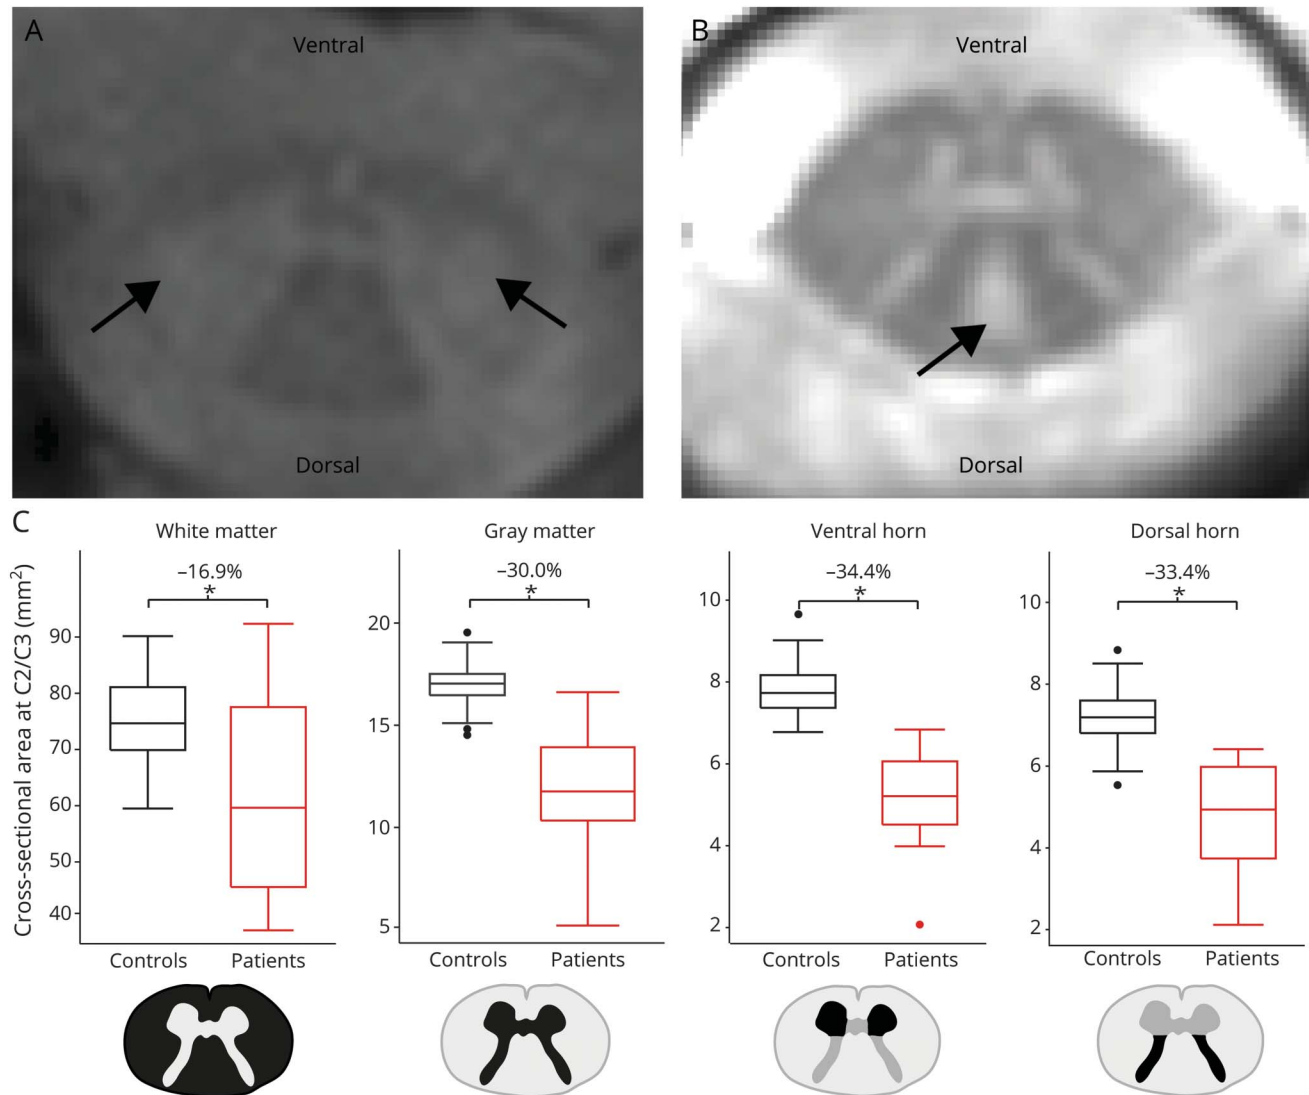 A
Ventral
Dorsal
B
Ventral
Dorsal
C
Cross-sectional area at C2/C3 (mm²)
White matter
–16.9%
*
90
80
70
60
50
40
Controls Patients
Gray matter
–30.0%
*
20
15
10
5
Controls Patients
Ventral horn
–34.4%
*
10
8
6
4
2
Controls Patients
Dorsal horn
–33.4%
*
10
8
6
4
2
Controls Patients